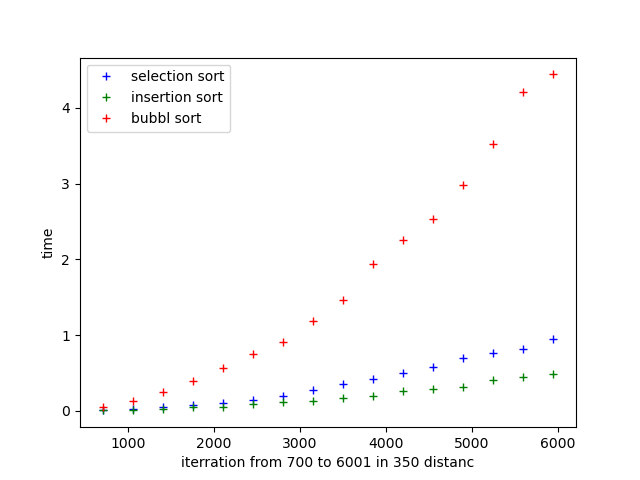 selection sort
insertion sort
bubbl sort
4
3
2
1
0
time
1000 2000 3000 4000 5000 6000
iterration from 700 to 6001 in 350 distanc